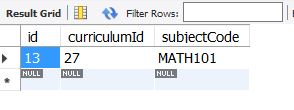 Result Grid Filter Rows:
id curriculumId subjectCode
13 27 MATH101
NULL NULL NULL